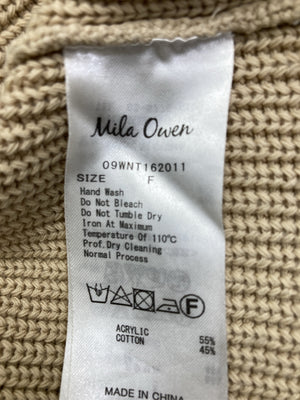 Mila Owen
09WNT162011
SIZE F
Hand Wash
Do Not Bleach
Do Not Tumble Dry
Iron At Maximum
Temperature Of 110℃
Prof.Dry Cleaning
Normal Process
F
ACRYLIC 55%
COTTON 45%
MADE IN CHINA